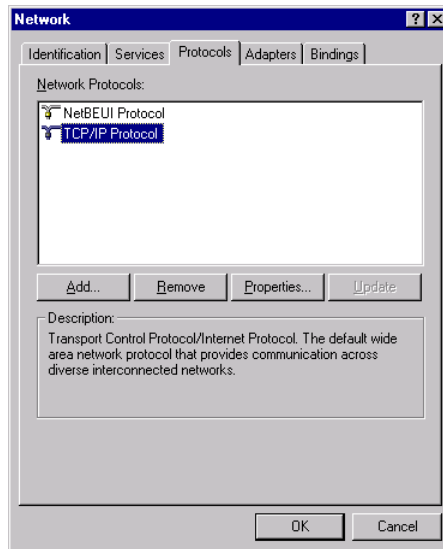 Network
Identification Services Protocols Adapters Bindings
Network Protocols:
NetBEUI Protocol
TCP/IP Protocol
Add... Remove Properties... Update
Description:
Transport Control Protocol/Internet Protocol. The default wide
area network protocol that provides communication across
diverse interconnected networks.
OK Cancel